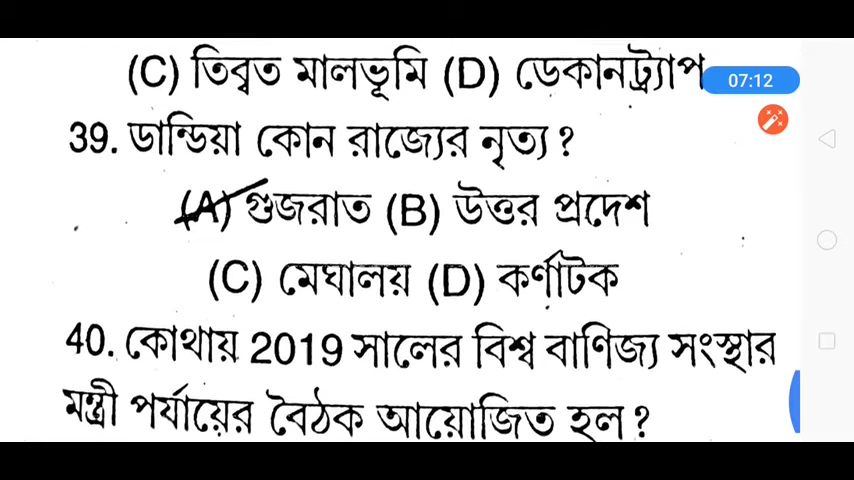 (C) তিব্বত মালভূমি (D) ডেকানট্র্যাপ
07:12
39. ডান্ডিয়া কোন রাজ্যের নৃত্য?
(A) গুজরাত (B) উত্তর প্রদেশ
(C) মেঘালয় (D) কর্ণাটক
40. কোথায় 2019 সালের বিশ্ব বাণিজ্য সংস্থার
মন্ত্রী পর্যায়ের বৈঠক আয়োজিত হল?